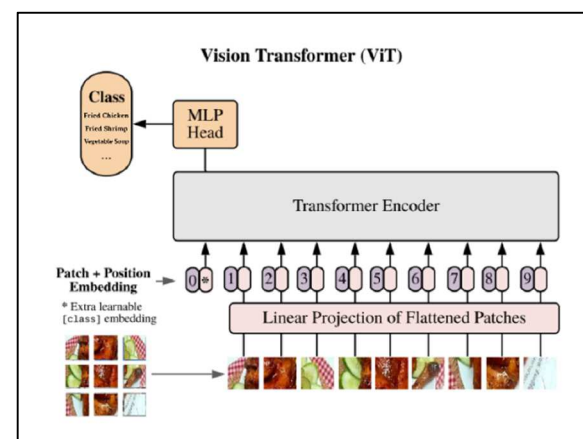 Vision Transformer (ViT)
Class
Fried Chicken
Fried Shrimp
Vegetable Soup
...
MLP
Head
Transformer Encoder
Patch + Position
Embedding
0 * 1 2 3 4 5 6 7 8 9
* Extra learnable
[class] embedding
Linear Projection of Flattened Patches